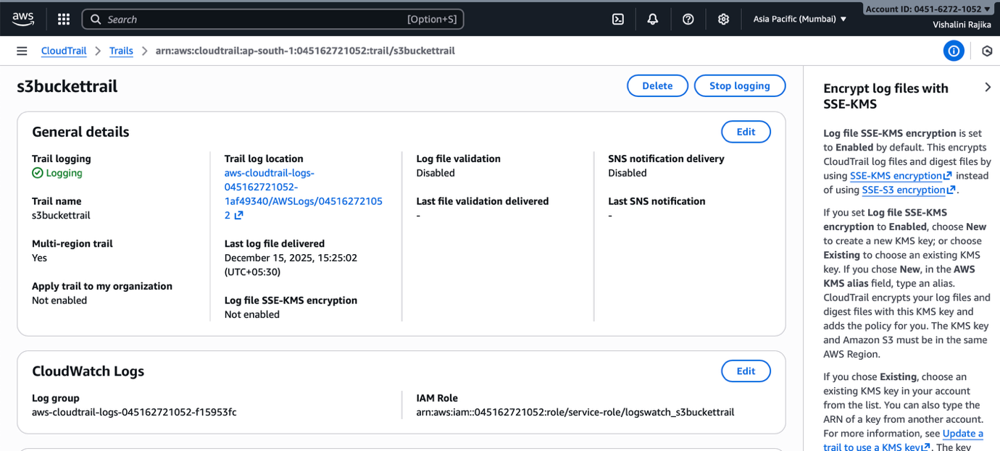 aws
Search
[Option+S]
Asia Pacific (Mumbai)
Account ID: 0451-6272-1052
Vishalini Rajika
CloudTrail
Trails
arn:aws:cloudtrail:ap-south-1:045162721052:trail/s3buckettrail
s3buckettrail
Delete
Stop logging
General details
Edit
Trail logging
Logging
Trail name
s3buckettrail
Multi-region trail
Yes
Apply trail to my organization
Not enabled
Trail log location
aws-cloudtrail-logs-
045162721052-
1af49340/AWSLogs/04516272105
2
Last log file delivered
December 15, 2025, 15:25:02
(UTC+05:30)
Log file SSE-KMS encryption
Not enabled
Log file validation
Disabled
Last file validation delivered
-
SNS notification delivery
Disabled
Last SNS notification
-
CloudWatch Logs
Edit
Log group
aws-cloudtrail-logs-045162721052-f15953fc
IAM Role
arn:aws:iam::045162721052:role/service-role/logswatch_s3buckettrail
Encrypt log files with
SSE-KMS
Log file SSE-KMS encryption is set
to Enabled by default. This encrypts
CloudTrail log files and digest files by
using SSE-KMS encryption instead
of using SSE-S3 encryption.
If you set Log file SSE-KMS
encryption to Enabled, choose New
to create a new KMS key; or choose
Existing to choose an existing KMS
key. If you chose New, in the AWS
KMS alias field, type an alias.
CloudTrail encrypts your log files and
digest files with this KMS key and
adds the policy for you. The KMS key
and Amazon S3 must be in the same
AWS Region.
If you chose Existing, choose an
existing KMS key in your account
from the list. You can also type the
ARN of a key from another account.
For more information, see Update a
trail to use a KMS key. The key